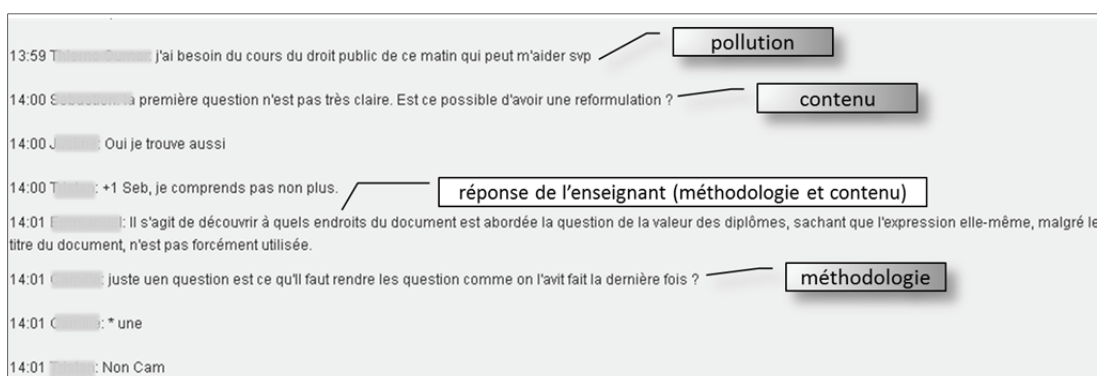 pollution
13:59 : j'ai besoin du cours du droit public de ce matin qui peut m'aider svp
14:00 première question n'est pas très claire. Est ce possible d'avoir une reformulation ?
contenu
14:00 : Oui je trouve aussi
14:00 : +1 Seb, je comprends pas non plus.
réponse de l'enseignant (méthodologie et contenu)
14:01 : Il s'agit de découvrir à quels endroits du document est abordée la question de la valeur des diplômes, sachant que l'expression elle-même, malgré le
titre du document, n'est pas forcément utilisée.
14:01 : juste uen question est ce qu'Il faut rendre les question comme on l'avit fait la dernière fois ?
méthodologie
14:01 : * une
14:01 : Non Cam